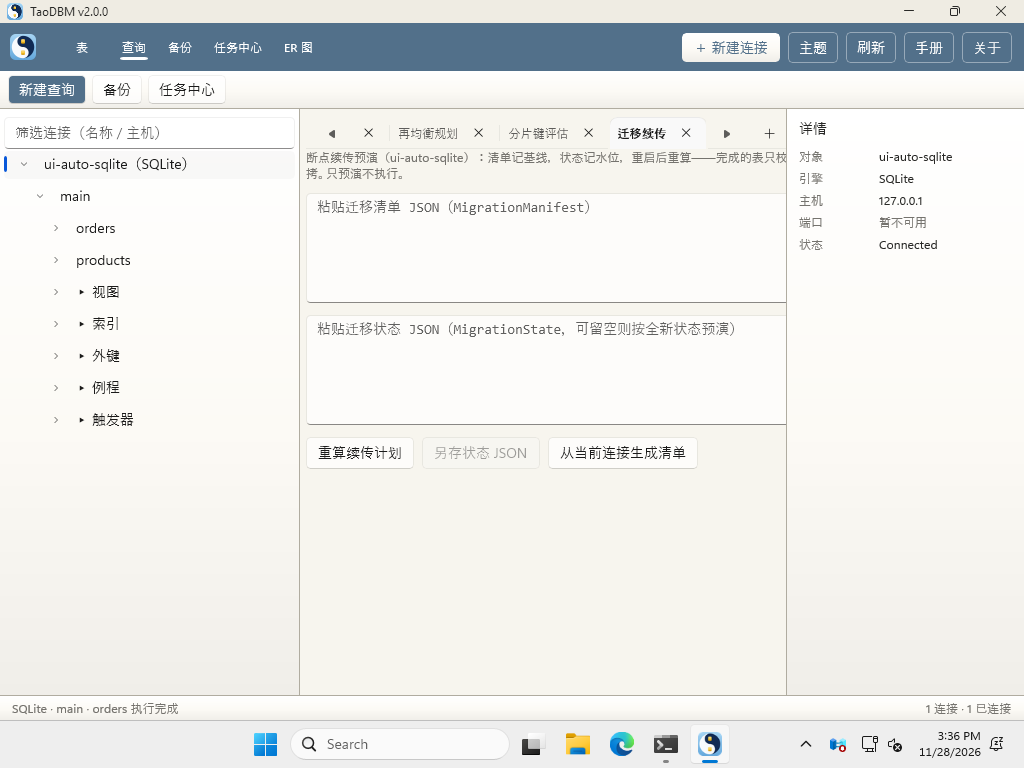 TaoDBM v2.0.0
表 查询 备份 任务中心 ER 图
+ 新建连接 主题 刷新 手册 关于
新建查询 备份 任务中心
筛选连接（名称 / 主机）
ui-auto-sqlite（SQLite）
main
orders
products
视图
索引
外键
例程
触发器
再均衡规划 分片键评估 迁移续传
断点续传预演（ui-auto-sqlite）：清单记基线，状态记水位，重启后重算——完成的表只校
拷。只预演不执行。
粘贴迁移清单 JSON（MigrationManifest）
粘贴迁移状态 JSON（MigrationState，可留空则按全新状态预演）
重算续传计划 另存状态 JSON 从当前连接生成清单
详情
对象 ui-auto-sqlite
引擎 SQLite
主机 127.0.0.1
端口 暂不可用
状态 Connected
SQLite · main · orders 执行完成
1 连接 · 1 已连接
Search
3:36 PM
11/28/2026